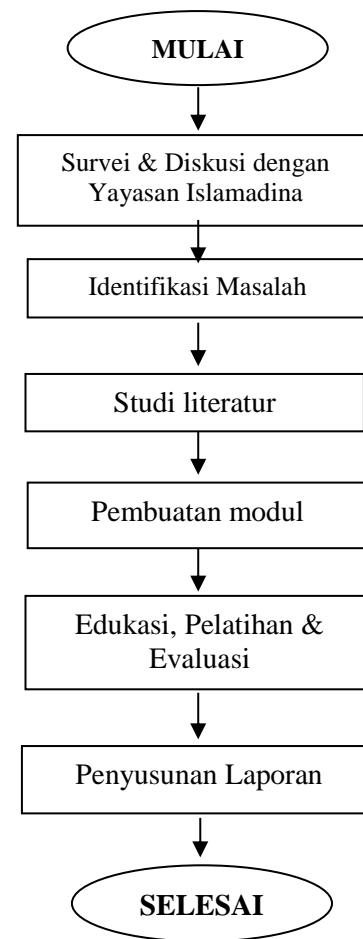 MULAI
Survei & Diskusi dengan
Yayasan Islamadina
Identifikasi Masalah
Studi literatur
Pembuatan modul
Edukasi, Pelatihan &
Evaluasi
Penyusunan Laporan
SELESAI